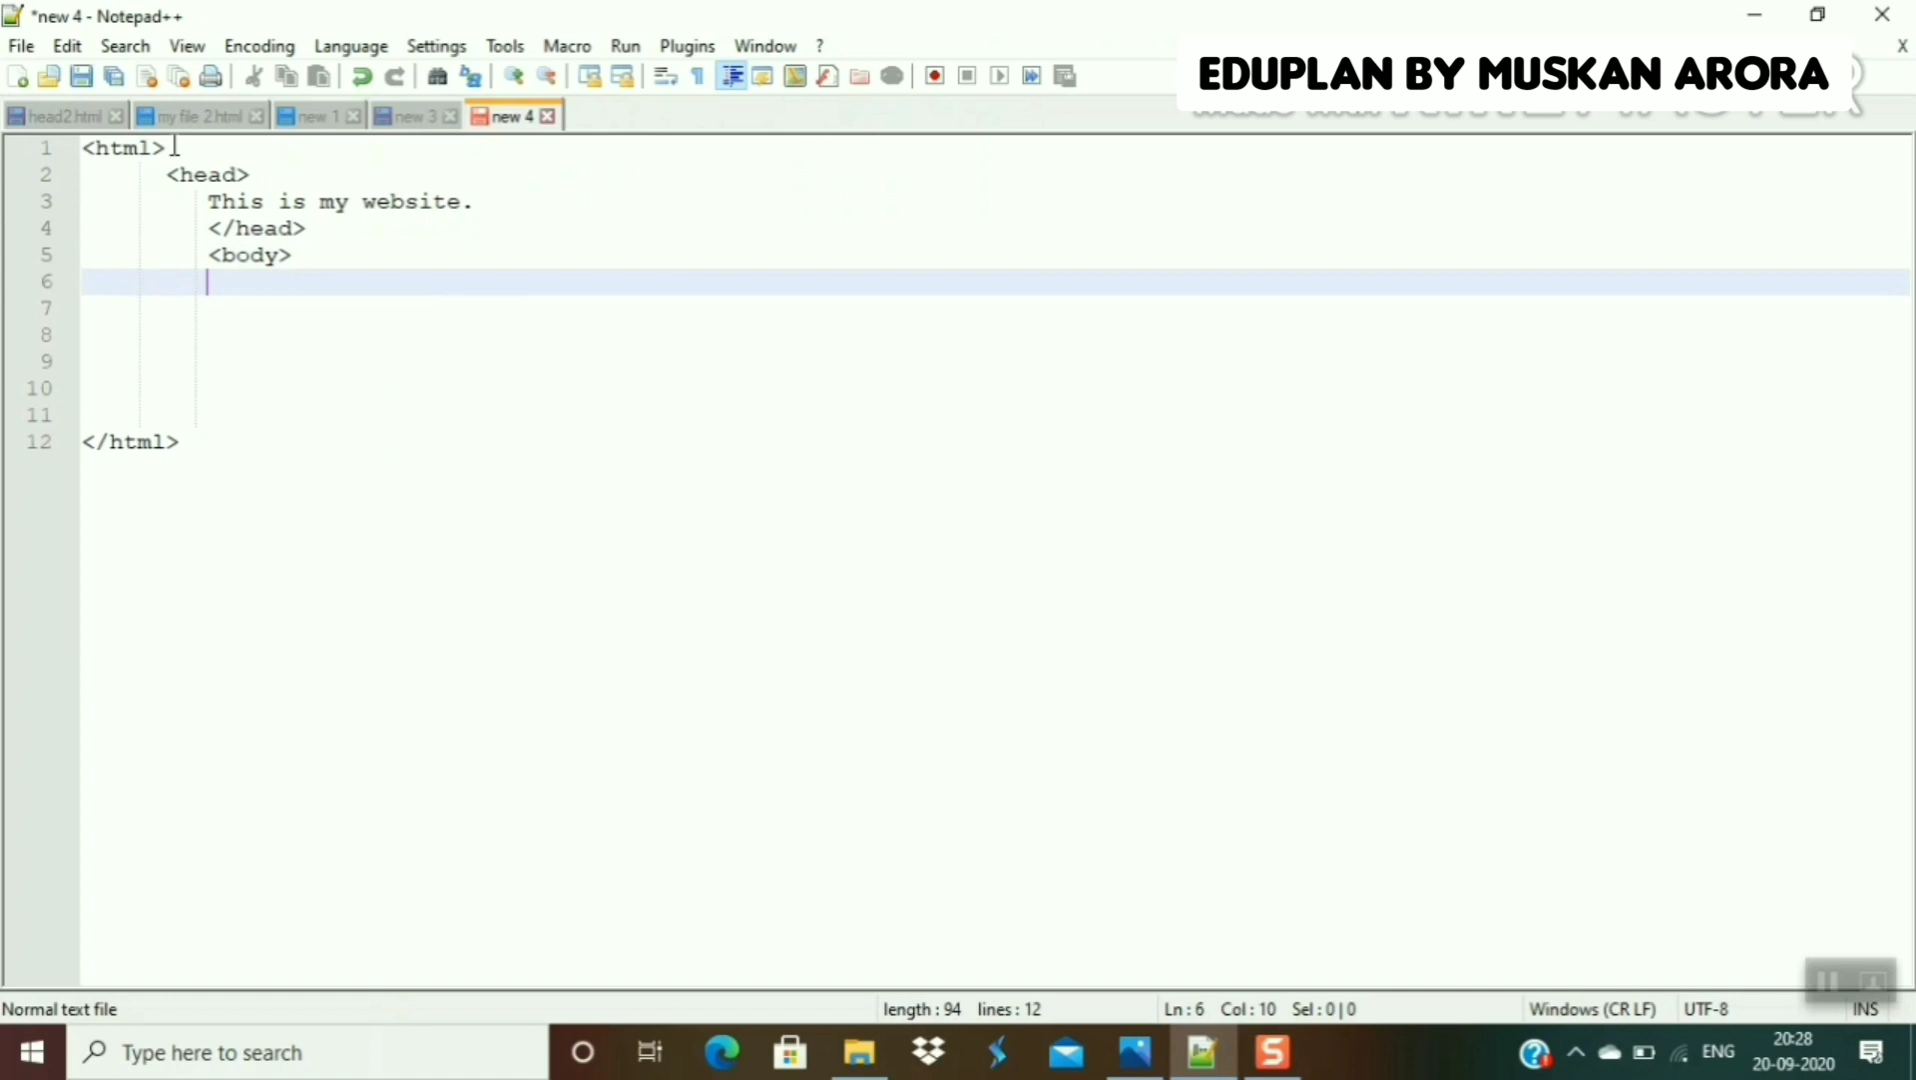 *new 4 - Notepad++
File Edit Search View Encoding Language Settings Tools Macro Run Plugins Window ? X
EDUPLAN BY MUSKAN ARORA
head2.html my file 2.html new 1 new 3 new 4
1 <html>
2 <head>
3 This is my website.
4 </head>
5 <body>
6
7
8
9
10
11
12 </html>
Normal text file length : 94 lines : 12 Ln : 6 Col : 10 Sel : 0 | 0 Windows (CR LF) UTF-8 INS
Type here to search ENG 20:28
20-09-2020